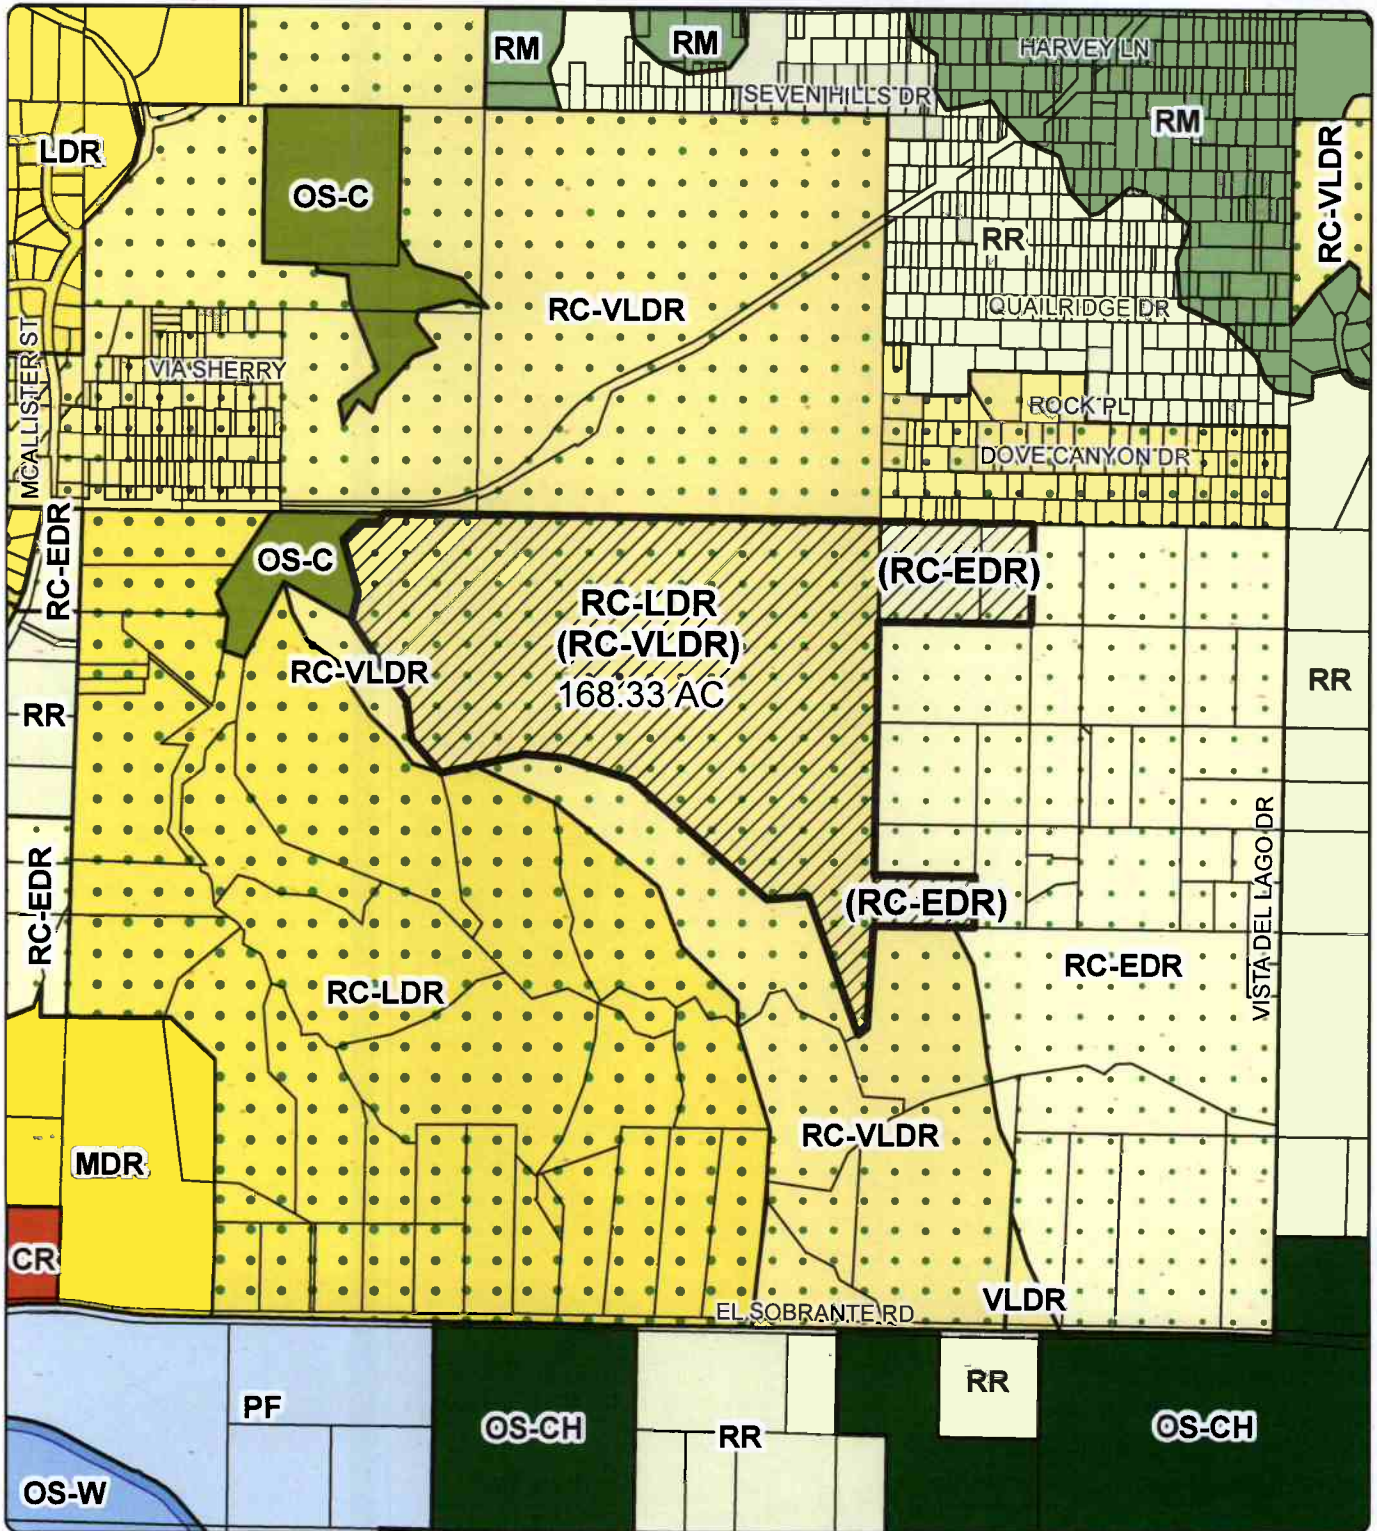 RM
RM
HARVEY LN
SEVEN HILLS DR
RM
LDR
RC-VLDR
OS-C
RR
RC-VLDR
QUAILRIDGE DR
MCALLISTER ST
VIA SHERRY
ROCK PL
DOVE CANYON DR
RC-EDR
OS-C
(RC-EDR)
RC-LDR
(RC-VLDR)
168.33 AC
RC-VLDR
RR
RR
RC-EDR
(RC-EDR)
VISTA DEL LAGO DR
RC-EDR
RC-LDR
RC-VLDR
MDR
CR
VLDR
EL SOBRANTE RD
RR
PF
OS-CH
RR
OS-CH
OS-W